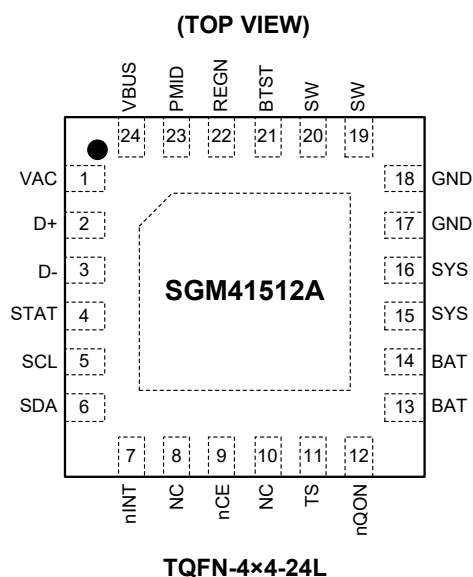 (TOP VIEW)
VBUS PMID REGN BTST SW SW
24 23 22 21 20 19
VAC 1
D+ 2
D- 3
STAT 4
SCL 5
SDA 6
SGM41512A
18 GND
17 GND
16 SYS
15 SYS
14 BAT
13 BAT
7 8 9 10 11 12
nINT NC nCE NC TS nQON
TQFN-4×4-24L